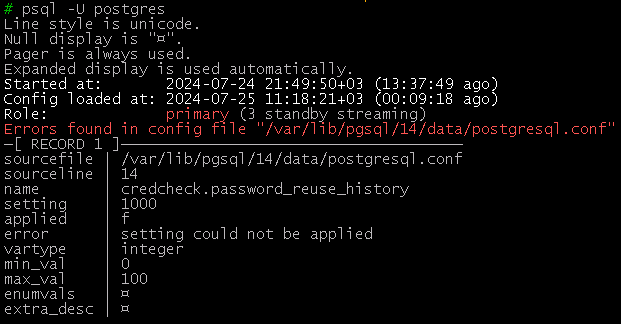 # psql -U postgres
Line style is unicode.
Null display is "¤".
Pager is always used.
Expanded display is used automatically.
Started at:       2024-07-24 21:49:50+03 (13:37:49 ago)
Config loaded at: 2024-07-25 11:18:21+03 (00:09:18 ago)
Role:             primary (3 standby streaming)
Errors found in config file "/var/lib/pgsql/14/data/postgresql.conf"
─[ RECORD 1 ]────────────────────────────────────
sourcefile │ /var/lib/pgsql/14/data/postgresql.conf
sourceline │ 14
name       │ credcheck.password_reuse_history
setting    │ 1000
applied    │ f
error      │ setting could not be applied
vartype    │ integer
min_val    │ 0
max_val    │ 100
enumvals   │ ¤
extra_desc │ ¤